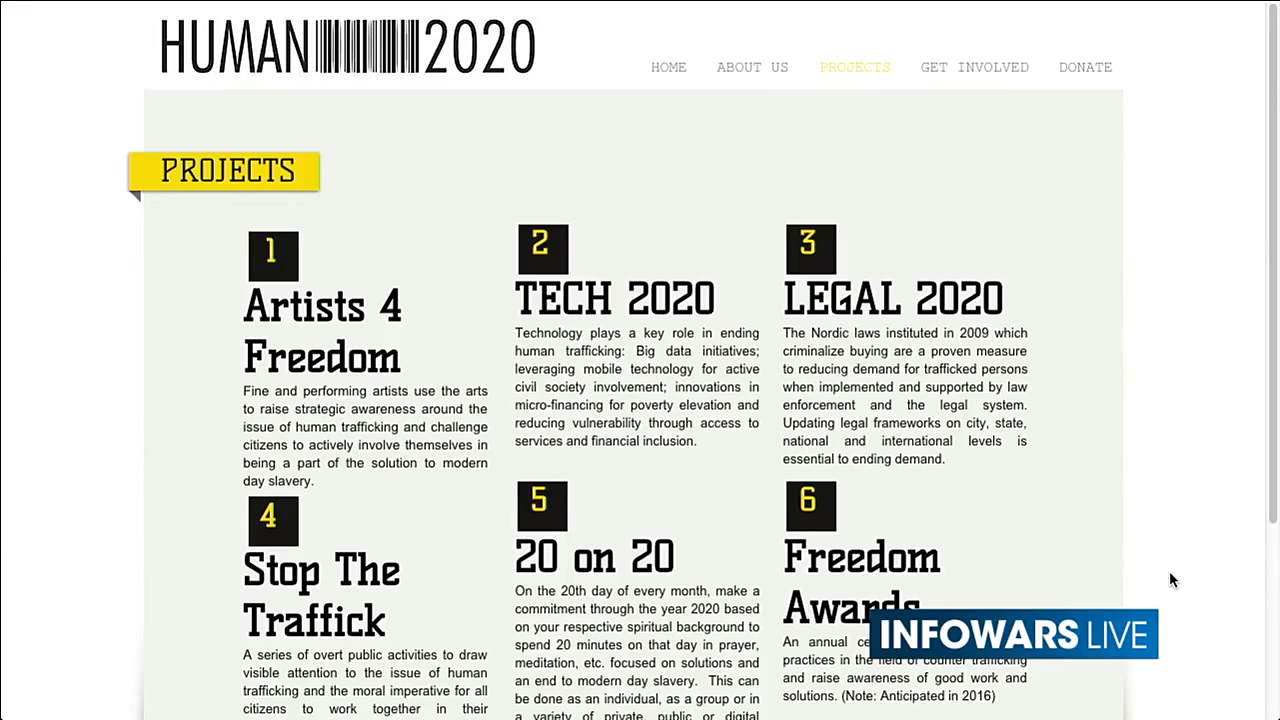 HUMAN 2020
HOME ABOUT US PROJECTS GET INVOLVED DONATE
PROJECTS
1
Artists 4
Freedom
Fine and performing artists use the arts
to raise strategic awareness around the
issue of human trafficking and challenge
citizens to actively involve themselves in
being a part of the solution to modern
day slavery.
2
TECH 2020
Technology plays a key role in ending
human trafficking: Big data initiatives;
leveraging mobile technology for active
civil society involvement; innovations in
micro-financing for poverty elevation and
reducing vulnerability through access to
services and financial inclusion.
3
LEGAL 2020
The Nordic laws instituted in 2009 which
criminalize buying are a proven measure
to reducing demand for trafficked persons
when implemented and supported by law
enforcement and the legal system.
Updating legal frameworks on city, state,
national and international levels is
essential to ending demand.
4
Stop The
Traffick
A series of overt public activities to draw
visible attention to the issue of human
trafficking and the moral imperative for all
citizens to work together in their
5
20 on 20
On the 20th day of every month, make a
commitment through the year 2020 based
on your respective spiritual background to
spend 20 minutes on that day in prayer,
meditation, etc. focused on solutions and
an end to modern day slavery. This can
be done as an individual, as a group or in
a variety of private, public or digital
6
Freedom
Awards
An annual
practices in the field of counter trafficking
and raise awareness of good work and
solutions. (Note: Anticipated in 2016)
INFOWARS LIVE